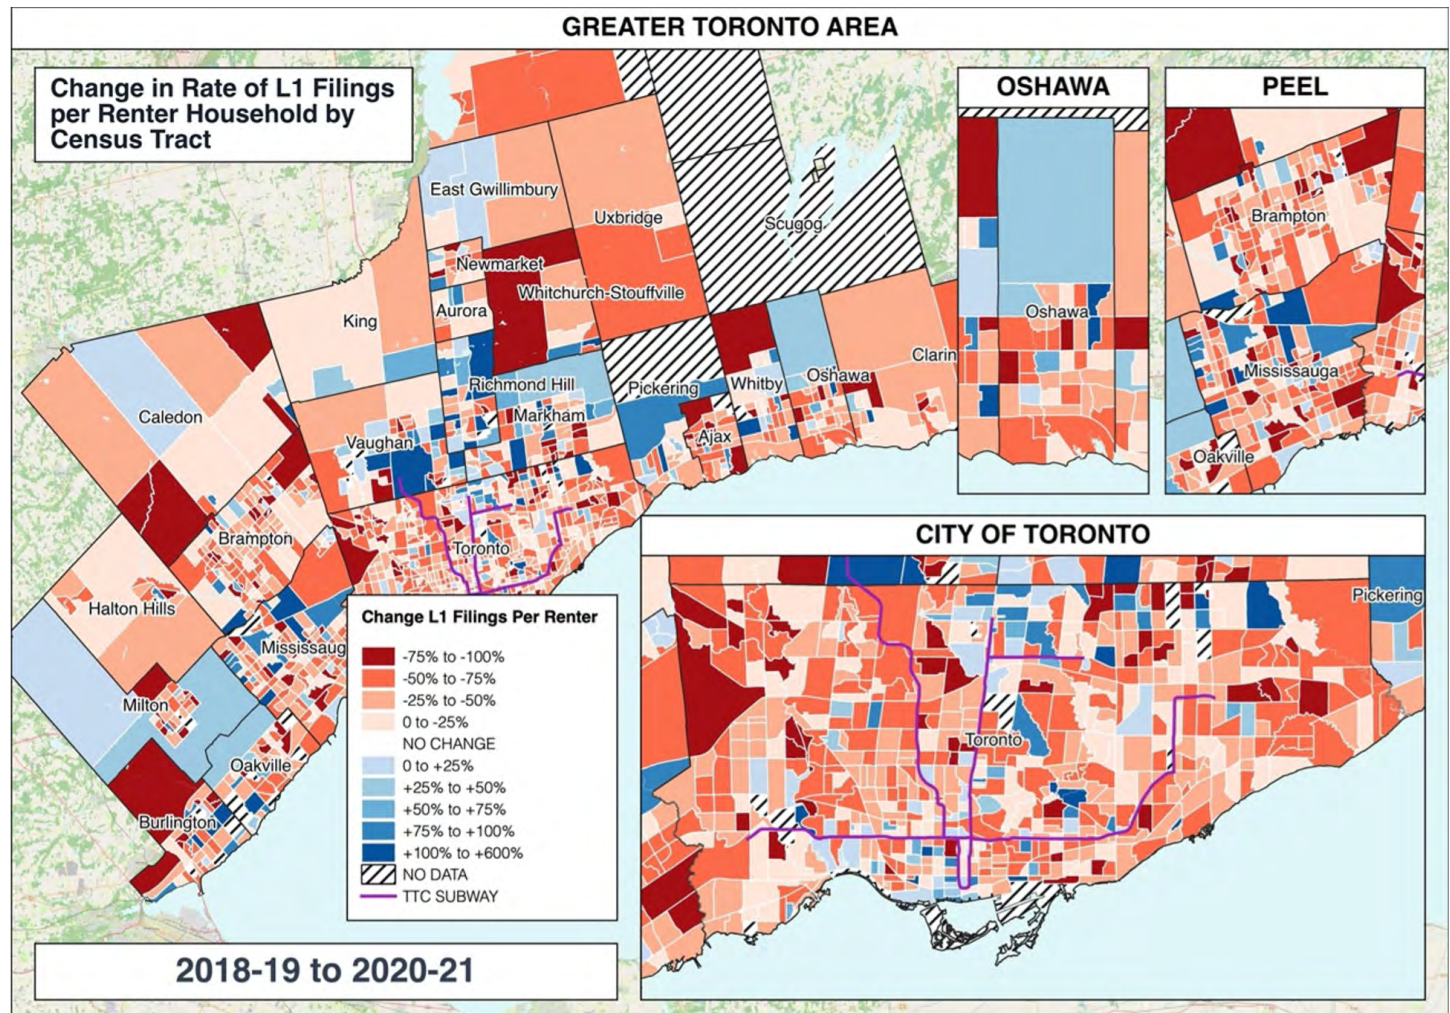 GREATER TORONTO AREA
Change in Rate of L1 Filings
per Renter Household by
Census Tract
OSHAWA
PEEL
East Gwillimbury
Uxbridge
Scugog
Newmarket
Whitchurch-Stouffville
King
Aurora
Caledon
Richmond Hill
Pickering
Whitby
Oshawa
Clarin
Markham
Vaughan
Ajax
Brampton
Toronto
Halton Hills
Mississaug
Milton
Oakville
Burlington
Oshawa
Brampton
Mississauga
Oakville
Change L1 Filings Per Renter
-75% to -100%
-50% to -75%
-25% to -50%
0 to -25%
NO CHANGE
0 to +25%
+25% to +50%
+50% to +75%
+75% to +100%
+100% to +600%
NO DATA
TTC SUBWAY
2018-19 to 2020-21
CITY OF TORONTO
Pickering
Toronto